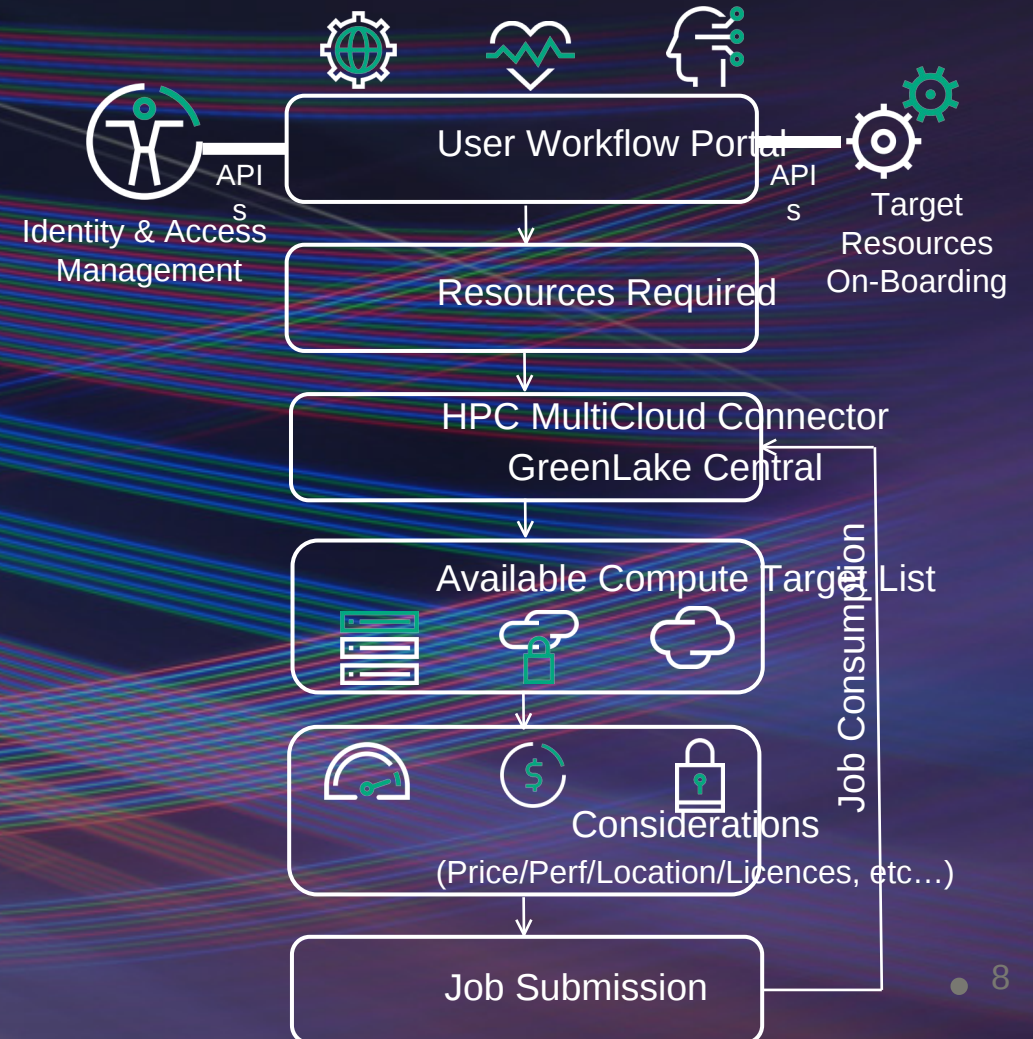 User Workflow Portal
API
s
API
s
Identity & Access
Management
Target
Resources
On-Boarding
Resources Required
HPC MultiCloud Connector
GreenLake Central
Available Compute Target List
Job Consumption
$
Considerations
(Price/Perf/Location/Licences, etc…)
Job Submission
8